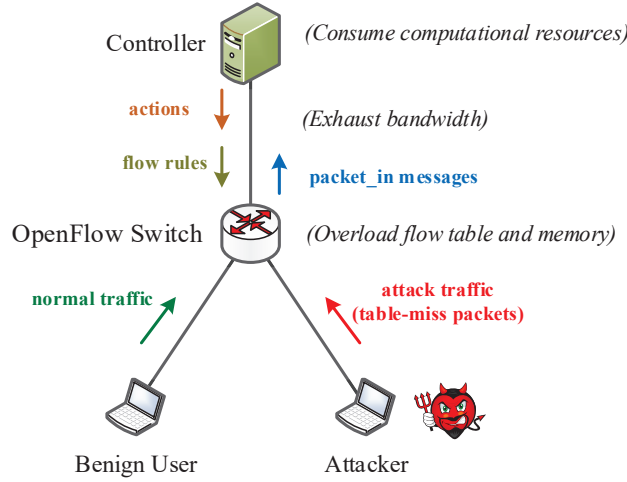 Controller
(Consume computational resources)
actions
(Exhaust bandwidth)
flow rules
packet_in messages
OpenFlow Switch
(Overload flow table and memory)
normal traffic
attack traffic
(table-miss packets)
Benign User
Attacker